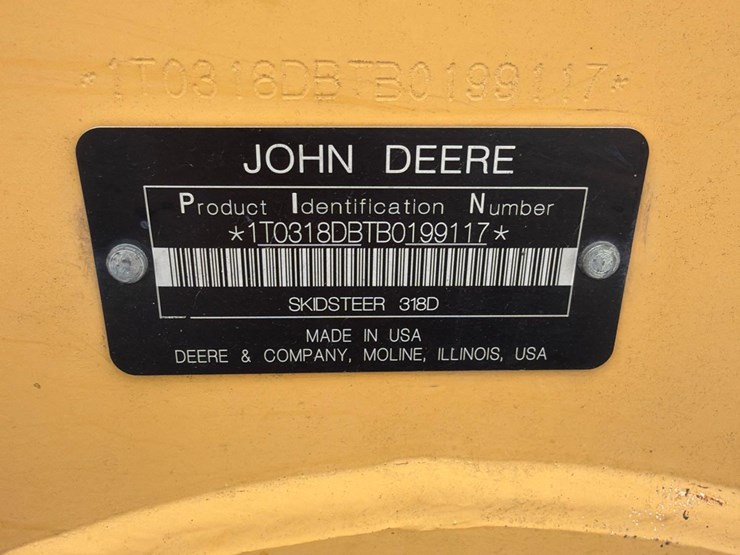 *1T0318DBTB0199117*
JOHN DEERE
Product Identification Number
*1T0318DBTB0199117*
SKIDSTEER 318D
MADE IN USA
DEERE & COMPANY, MOLINE, ILLINOIS, USA